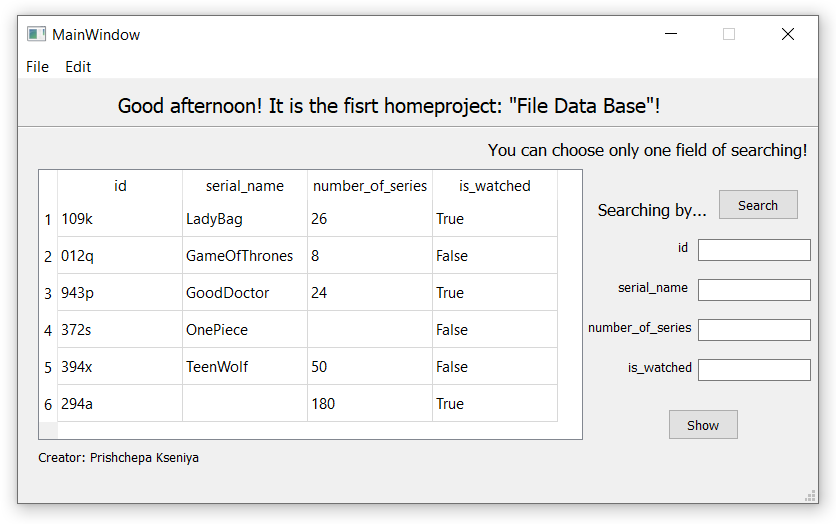 MainWindow
File Edit
Good afternoon! It is the fisrt homeproject: "File Data Base"!
You can choose only one field of searching!
id serial_name number_of_series is_watched
1 109k LadyBag 26 True
2 012q GameOfThrones 8 False
3 943p GoodDoctor 24 True
4 372s OnePiece False
5 394x TeenWolf 50 False
6 294a 180 True
Searching by... Search
id
serial_name
number_of_series
is_watched
Show
Creator: Prishchepa Kseniya